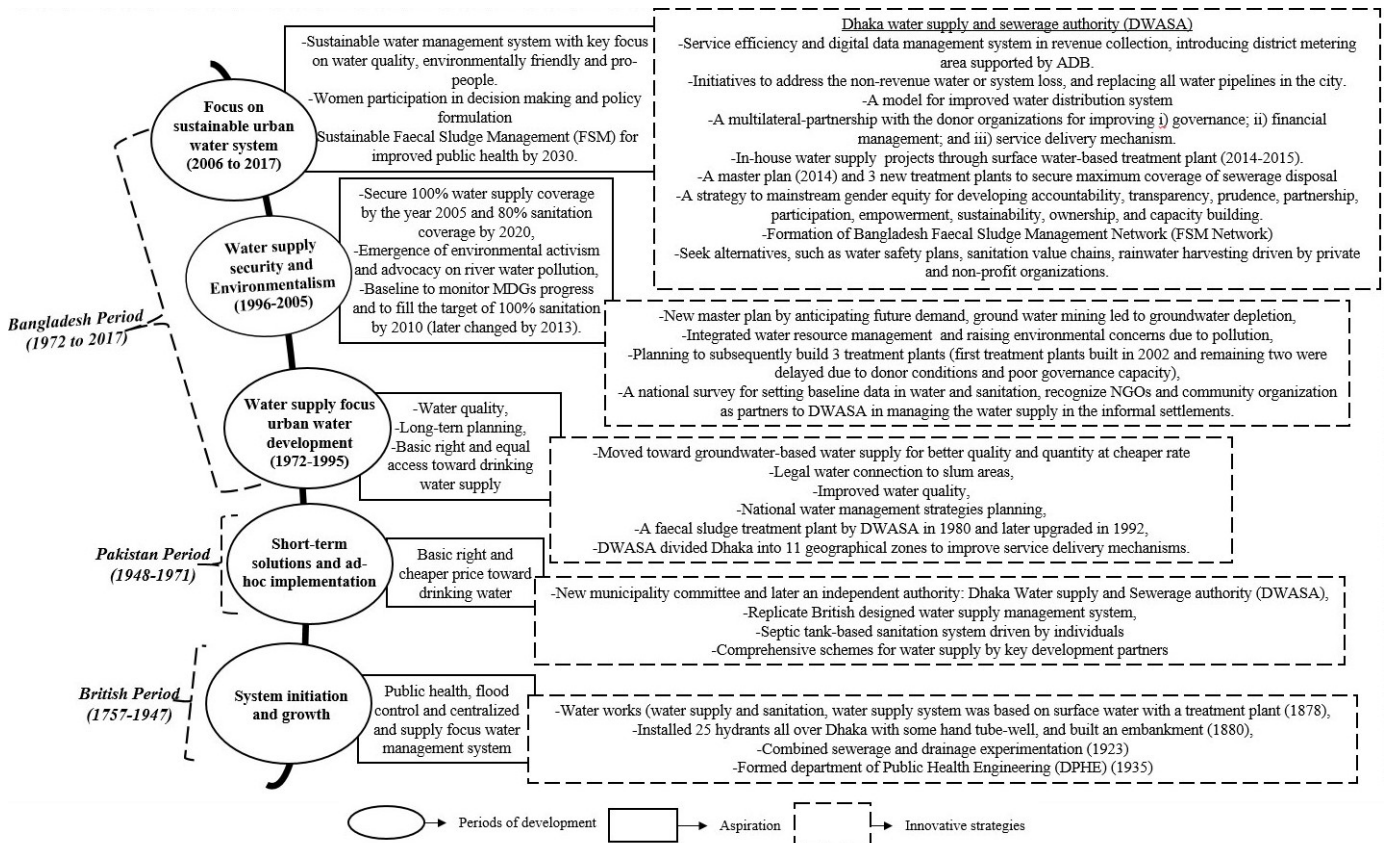 Dhaka water supply and sewerage authority (DWASA)
-Service efficiency and digital data management system in revenue collection, introducing district metering
area supported by ADB.
-Initiatives to address the non-revenue water or system loss, and replacing all water pipelines in the city.
-A model for improved water distribution system
-A multilateral-partnership with the donor organizations for improving i) governance; ii) financial
management; and iii) service delivery mechanism.
-In-house water supply projects through surface water-based treatment plant (2014-2015).
-A master plan (2014) and 3 new treatment plants to secure maximum coverage of sewerage disposal
-A strategy to mainstream gender equity for developing accountability, transparency, prudence, partnership,
participation, empowerment, sustainability, ownership, and capacity building.
-Formation of Bangladesh Faecal Sludge Management Network (FSM Network)
-Seek alternatives, such as water safety plans, sanitation value chains, rainwater harvesting driven by private
and non-profit organizations.
-Sustainable water management system with key focus
on water quality, environmentally friendly and pro-
people.
-Women participation in decision making and policy
formulation
Sustainable Faecal Sludge Management (FSM) for
improved public health by 2030.
Focus on
sustainable urban
water system
(2006 to 2017)
-Secure 100% water supply coverage
by the year 2005 and 80% sanitation
coverage by 2020,
-Emergence of environmental activism
and advocacy on river water pollution,
-Baseline to monitor MDGs progress
and to fill the target of 100% sanitation
by 2010 (later changed by 2013).
Water supply
security and
Environmentalism
(1996-2005)
Bangladesh Period
(1972 to 2017)
-New master plan by anticipating future demand, ground water mining led to groundwater depletion,
-Integrated water resource management and raising environmental concerns due to pollution,
-Planning to subsequently build 3 treatment plants (first treatment plants built in 2002 and remaining two were
delayed due to donor conditions and poor governance capacity),
-A national survey for setting baseline data in water and sanitation, recognize NGOs and community organization
as partners to DWASA in managing the water supply in the informal settlements.
Water supply focus
urban water
development
(1972-1995)
-Water quality,
-Long-tern planning,
-Basic right and equal
access toward drinking
water supply
-Moved toward groundwater-based water supply for better quality and quantity at cheaper rate
-Legal water connection to slum areas,
-Improved water quality,
-National water management strategies planning,
-A faecal sludge treatment plant by DWASA in 1980 and later upgraded in 1992,
-DWASA divided Dhaka into 11 geographical zones to improve service delivery mechanisms.
Pakistan Period
(1948-1971)
Short-term
solutions and ad-
hoc implementation
Basic right and
cheaper price toward
drinking water
-New municipality committee and later an independent authority: Dhaka Water supply and Sewerage authority (DWASA),
-Replicate British designed water supply management system,
-Septic tank-based sanitation system driven by individuals
-Comprehensive schemes for water supply by key development partners
British Period
(1757-1947)
System initiation
and growth
Public health, flood
control and centralized
and supply focus water
management system
-Water works (water supply and sanitation, water supply system was based on surface water with a treatment plant (1878),
-Installed 25 hydrants all over Dhaka with some hand tube-well, and built an embankment (1880),
-Combined sewerage and drainage experimentation (1923)
-Formed department of Public Health Engineering (DPHE) (1935)
Periods of development
Aspiration
Innovative strategies